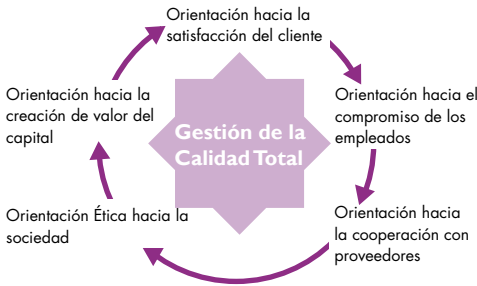 Orientación hacia la
satisfacción del cliente
Orientación hacia el
compromiso de los
empleados
Orientación hacia
la cooperación con
proveedores
Orientación Ética hacia la
sociedad
Orientación hacia la
creación de valor del
capital
Gestión de la
Calidad Total